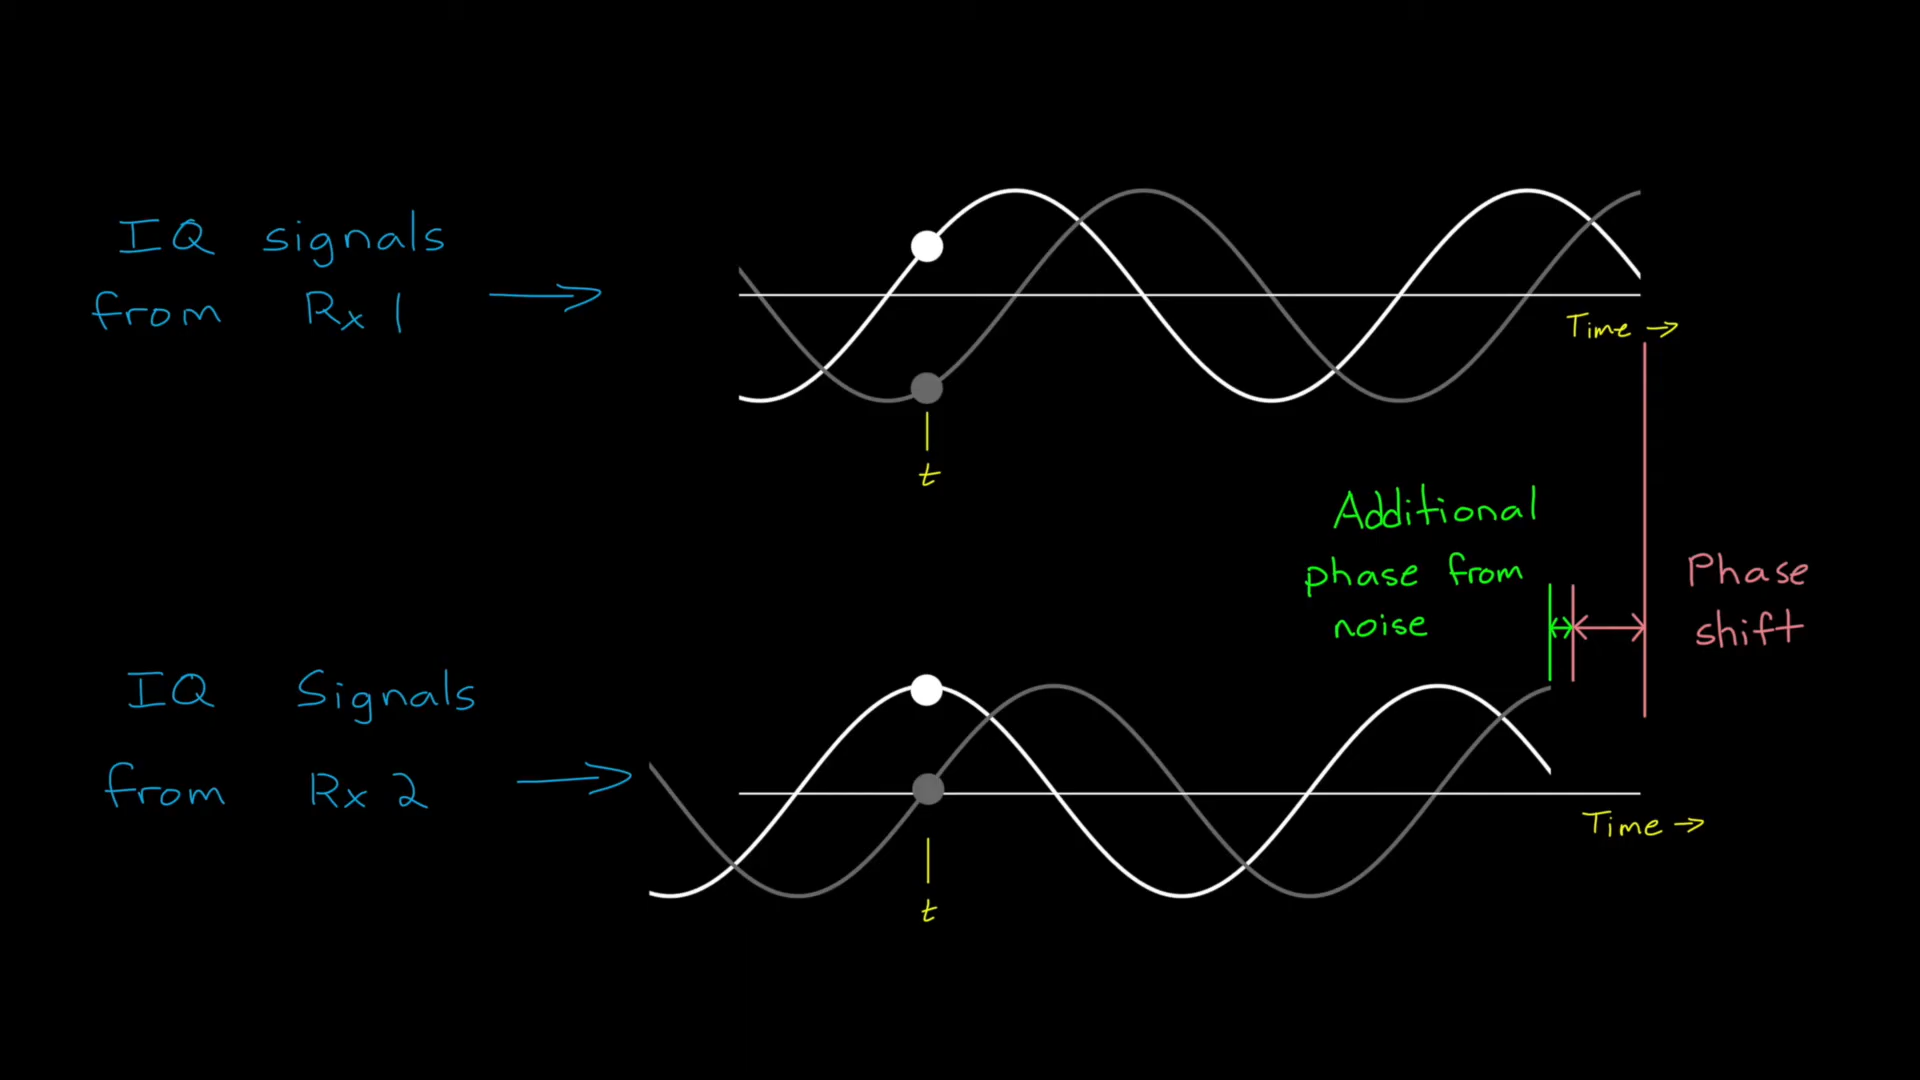 IQ signals
from Rx 1
Time →
t
Additional
phase from
noise
Phase
shift
IQ Signals
from Rx 2
Time →
t